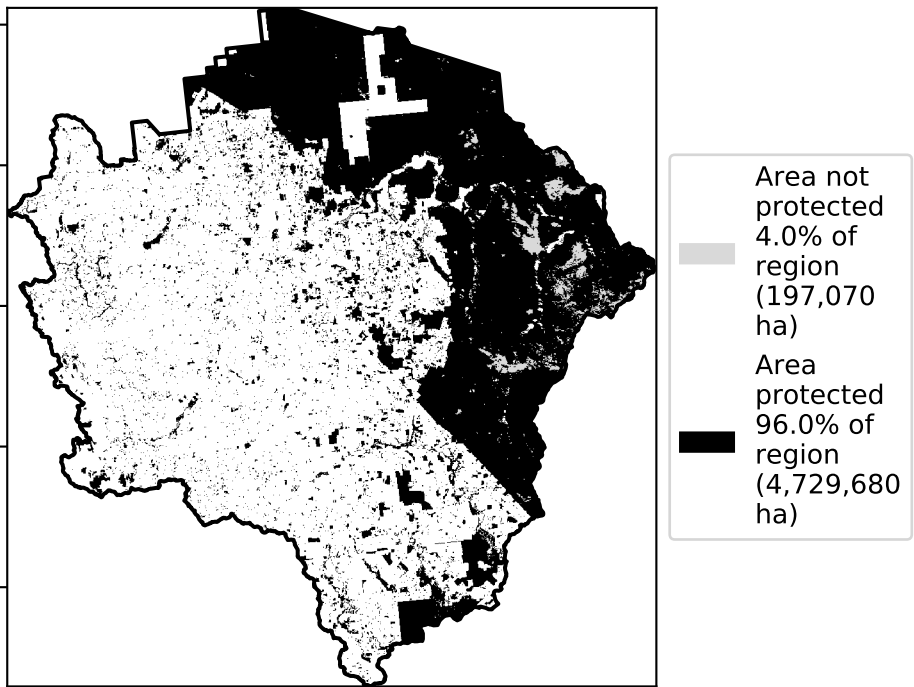 Area not
protected
4.0% of
region
(197,070
ha)
Area
protected
96.0% of
region
(4,729,680
ha)